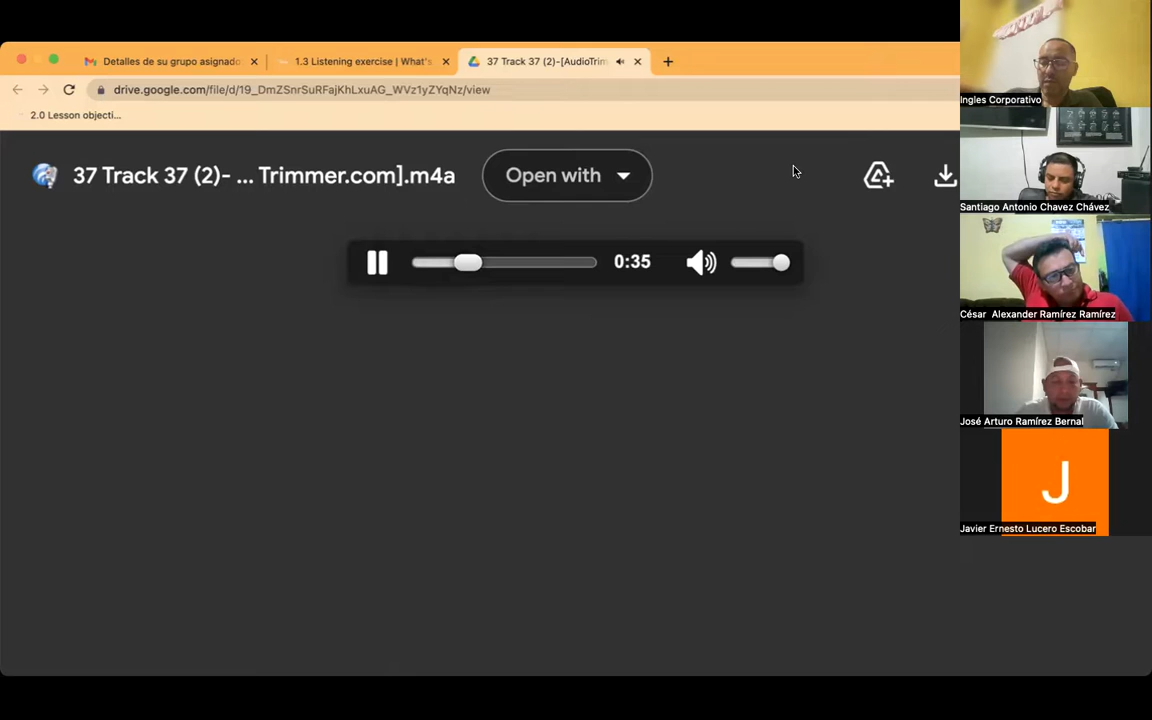 Detalles de su grupo asignado
1.3 Listening exercise | What's
37 Track 37 (2)-[AudioTrim
drive.google.com/file/d/19_DmZSnrSuRFajKhLxuAG_WVz1yZYqNz/view
2.0 Lesson objecti...
37 Track 37 (2)- ... Trimmer.com].m4a
Open with
0:35
Ingles Corporativo
Santiago Antonio Chavez Chávez
César Alexander Ramírez Ramírez
José Arturo Ramírez Bernal
J
Javier Ernesto Lucero Escobar